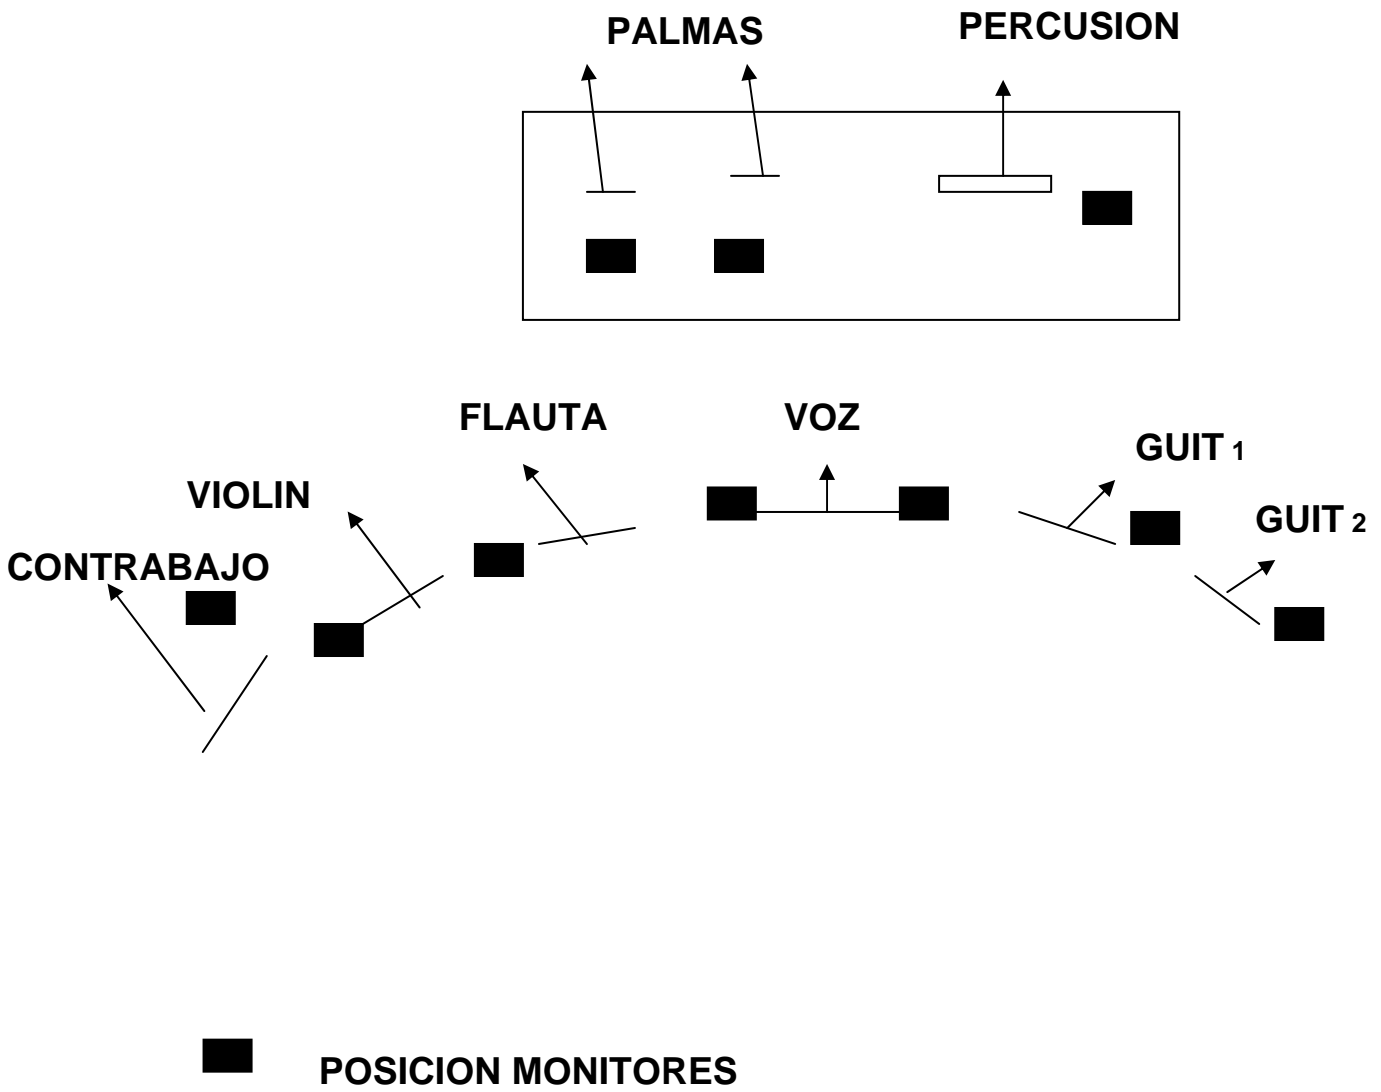 PALMAS
PERCUSION
FLAUTA
VOZ
GUIT 1
VIOLIN
GUIT 2
CONTRABAJO
POSICION MONITORES